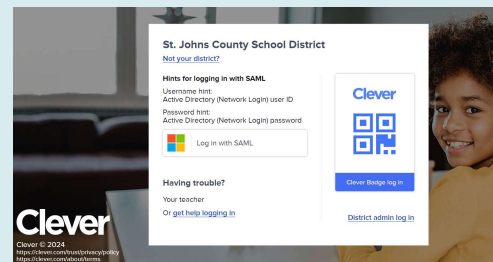 St. Johns County School District
Not your district?
Hints for logging in with SAML
Username hint:
Active Directory (Network Login) user ID
Password hint:
Active Directory (Network Login) password
Log in with SAML
Having trouble?
Your teacher
Or get help logging in
Clever
Clever Badge log in
District admin log in
Clever
Clever © 2024
https://clever.com/trust/privacy/policy
https://clever.com/about/terms